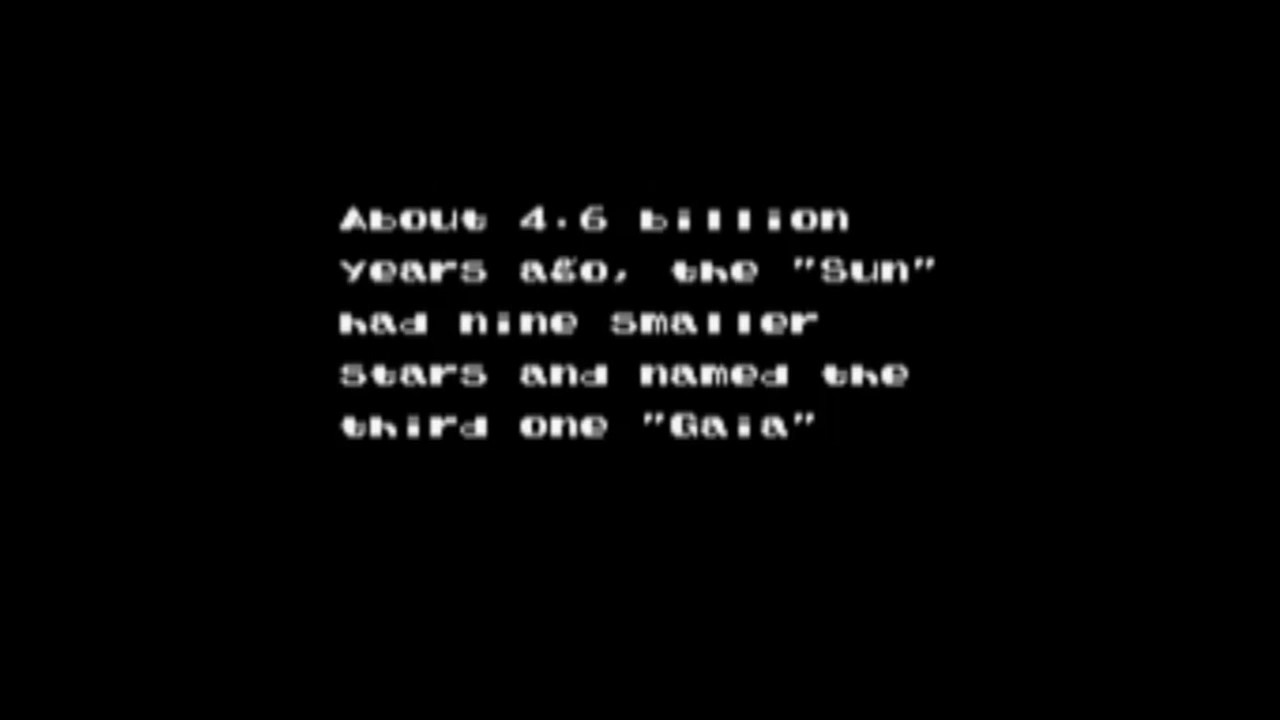 About 4.6 billion
years ago, the "Sun"
had nine smaller
stars and named the
third one "Gaia"